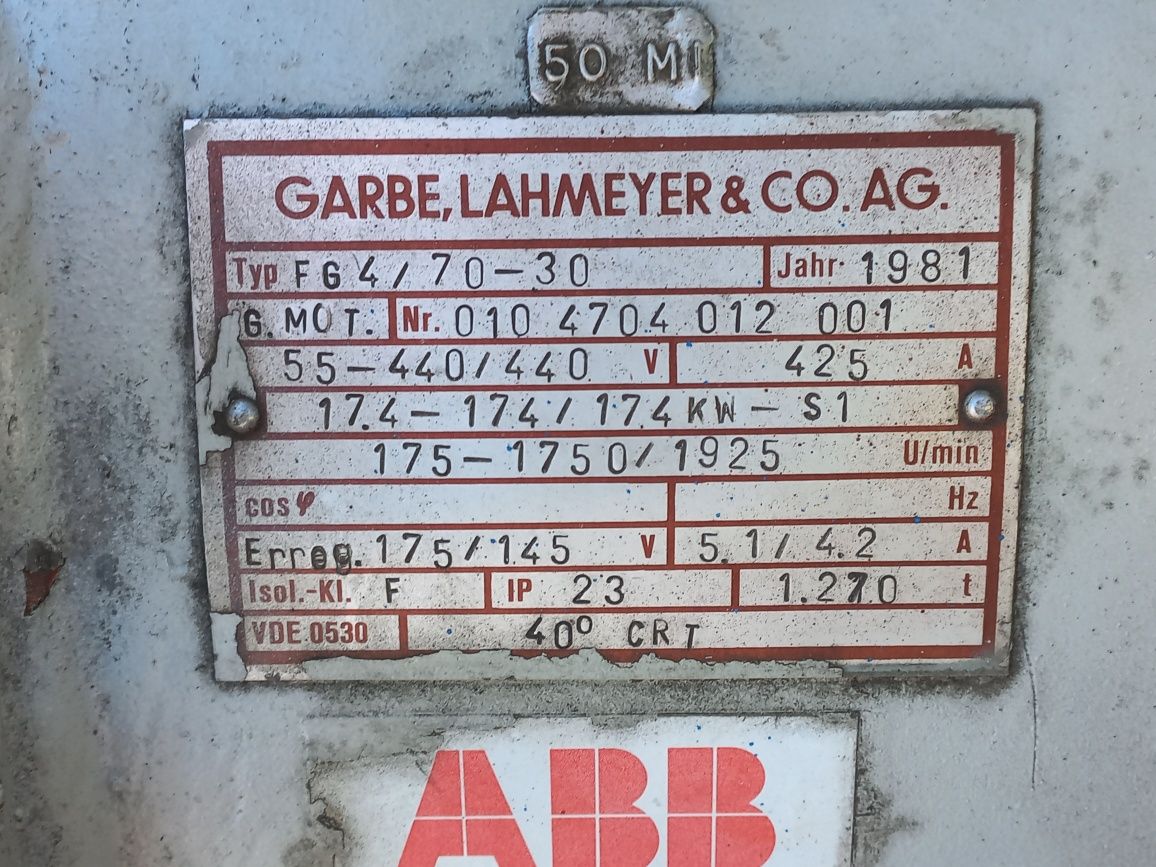 50 M1
GARBE, LAHMEYER & CO. AG.
Typ FG 4/70-30 Jahr 1981
G. MOT. Nr. 010 4704 012 001
55-440/440 V 425 A
17.4-174/174 KW - S1
175-1750/1925 U/min
cos φ Hz
Erreg. 175/145 V 5.1/4.2 A
Isol.-Kl. F IP 23 1.270 t
VDE 0530 40° CRT
ABB